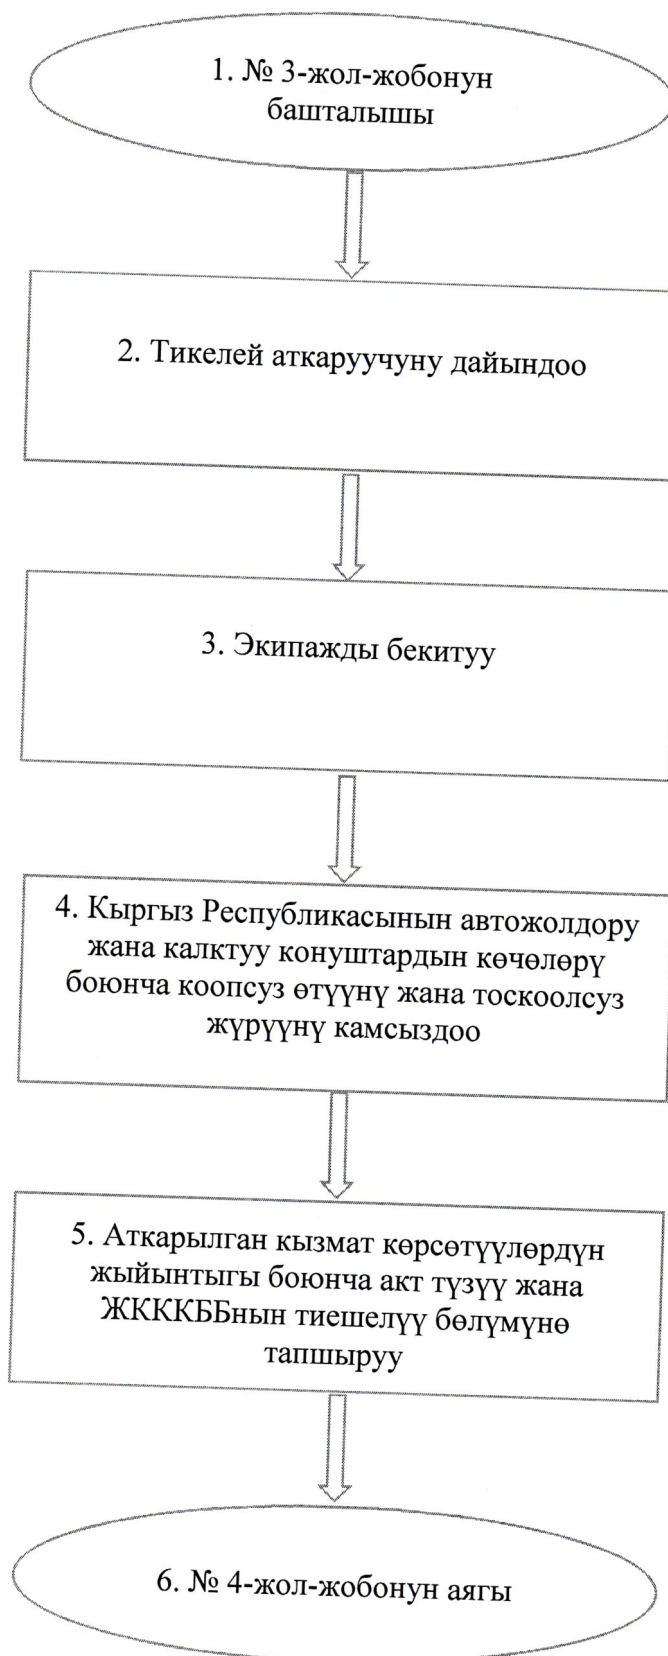 1. № 3-жол-жобонун
башталышы
2. Тикелей аткаруучуну дайындоо
3. Экипажды бекитуу
4. Кыргыз Республикасынын автожолдору
жана калктуу конуштардын көчөлөрү
боюнча коопсуз өтүүнү жана тоскоолсуз
жүрүүнү камсыздоо
5. Аткарылган кызмат көрсөтүүлөрдүн
жыйынтыгы боюнча акт түзүү жана
ЖКККББнын тиешелүү бөлүмүнө
тапшыруу
6. № 4-жол-жобонун аягы